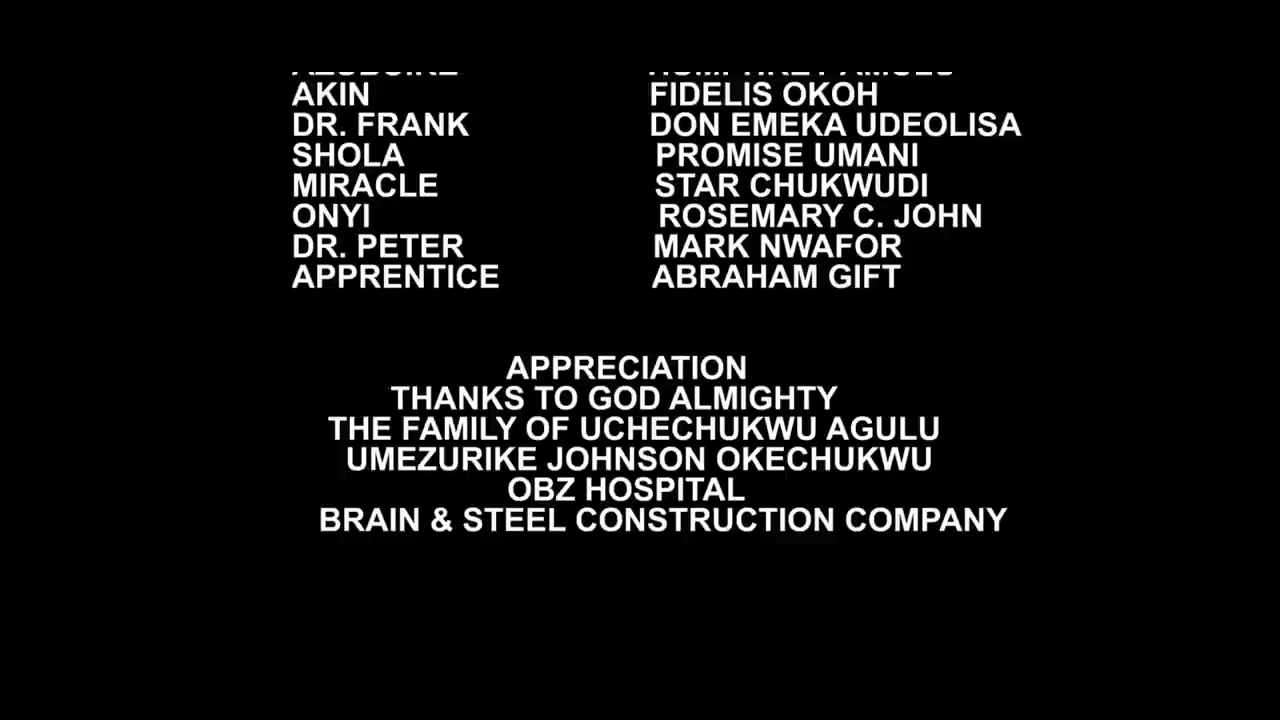 AKIN FIDELIS OKOH
DR. FRANK DON EMEKA UDEOLISA
SHOLA PROMISE UMANI
MIRACLE STAR CHUKWUDI
ONYI ROSEMARY C. JOHN
DR. PETER MARK NWAFOR
APPRENTICE ABRAHAM GIFT
APPRECIATION
THANKS TO GOD ALMIGHTY
THE FAMILY OF UCHECHUKWU AGULU
UMEZURIKE JOHNSON OKECHUKWU
OBZ HOSPITAL
BRAIN & STEEL CONSTRUCTION COMPANY